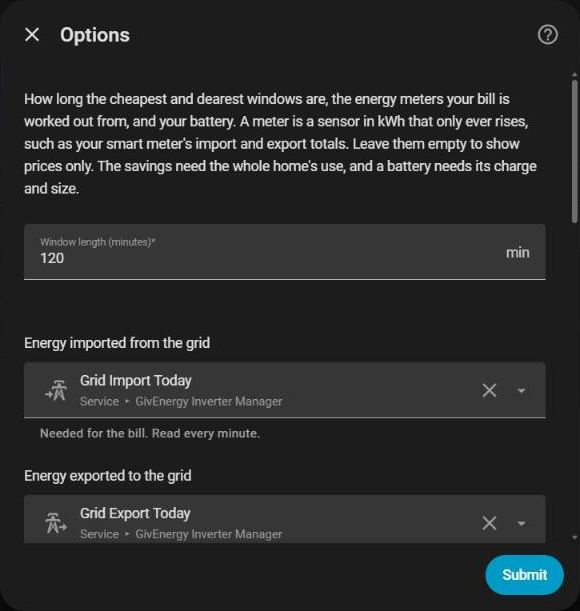 Options
How long the cheapest and dearest windows are, the energy meters your bill is
worked out from, and your battery. A meter is a sensor in kWh that only ever rises,
such as your smart meter's import and export totals. Leave them empty to show
prices only. The savings need the whole home's use, and a battery needs its charge
and size.
Window length (minutes)*
120
min
Energy imported from the grid
Grid Import Today
Service ‣ GivEnergy Inverter Manager
Needed for the bill. Read every minute.
Energy exported to the grid
Grid Export Today
Service ‣ GivEnergy Inverter Manager
Submit